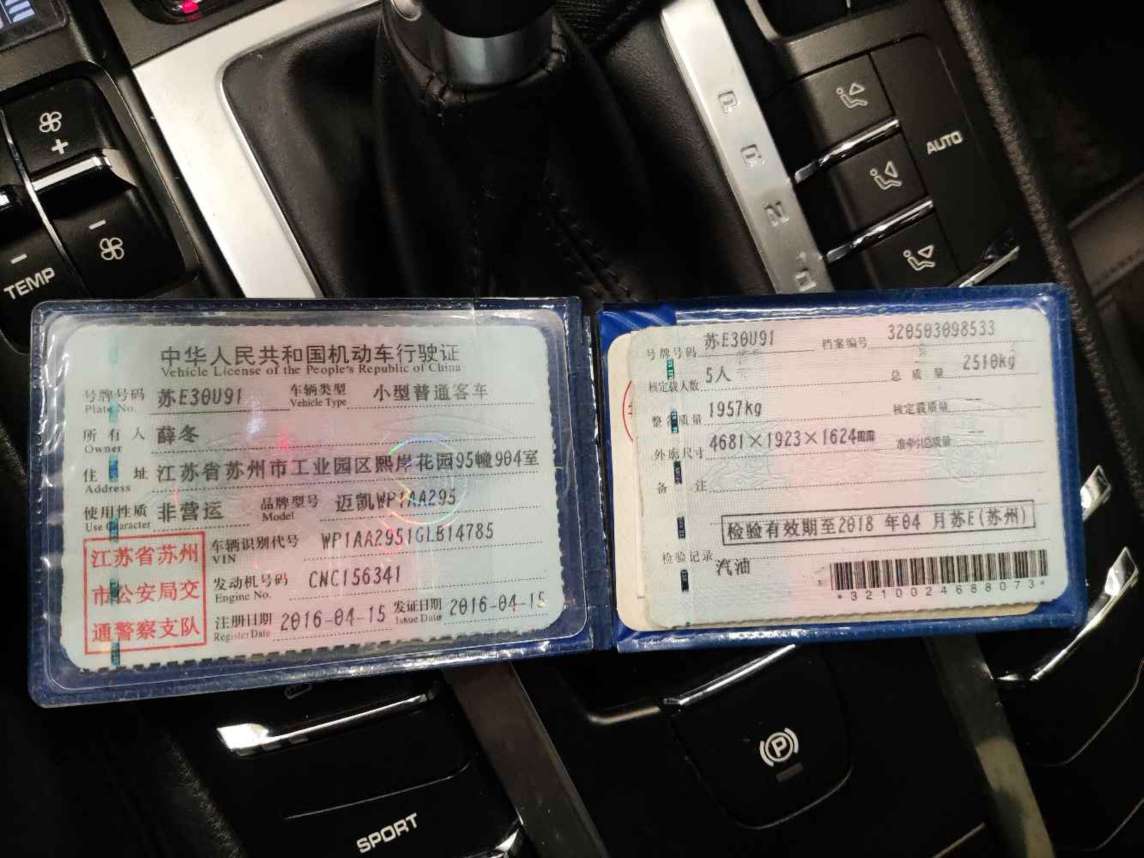 TEMP
AUTO
P
R
N
D
中华人民共和国机动车行驶证
Vehicle License of the People's Republic of China
号牌号码 苏E30U91 车辆类型 小型普通客车
Plate No. Vehicle Type
所有人 薛冬
Owner
住址 江苏省苏州市工业园区熙岸花园95幢904室
Address
使用性质 非营运 品牌型号 迈凯WP1AA295
Use Character Model
江苏省苏州
市公安局交
通警察支队
车辆识别代号 WP1AA2951GLB14785
VIN
发动机号码 CNC156341
Engine No.
注册日期 2016-04-15 发证日期 2016-04-15
Register Date Issue Date
号牌号码 苏E30U91 档案编号 320503098533
核定载人数 5人 总质量 2510kg
整备质量 1957kg 核定载质量
外廓尺寸 4681×1923×1624 准牵引总质量
备注
检验有效期至2018年04月苏E(苏州)
检验记录 汽油
*3210024688073*
P
SPORT